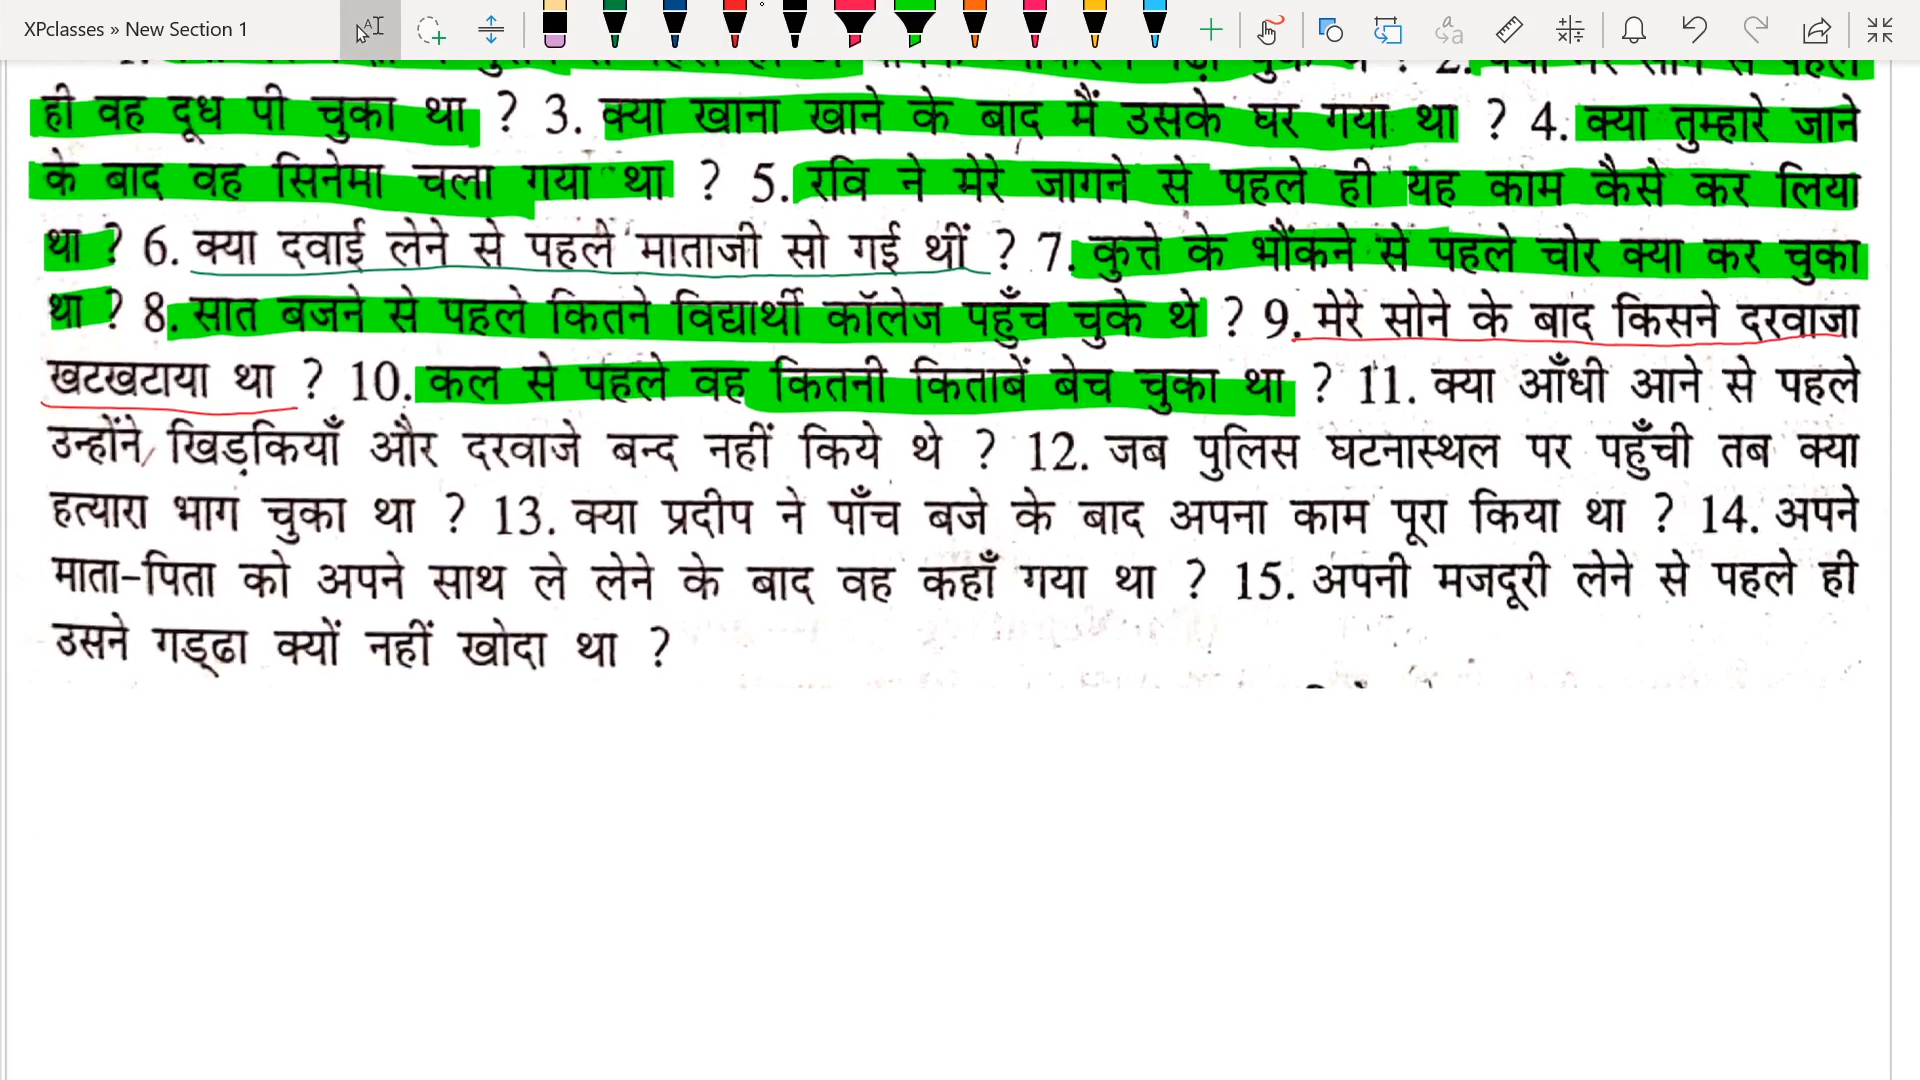 XPclasses » New Section 1
ही वह दूध पी चुका था ? 3. क्या खाना खाने के बाद मैं उसके घर गया था ? 4. क्या तुम्हारे जाने
के बाद वह सिनेमा चला गया था ? 5. रवि ने मेरे जागने से पहले ही यह काम कैसे कर लिया
था ? 6. क्या दवाई लेने से पहले माताजी सो गई थीं ? 7. कुत्ते के भौंकने से पहले चोर क्या कर चुका
था ? 8. सात बजने से पहले कितने विद्यार्थी कॉलेज पहुँच चुके थे ? 9. मेरे सोने के बाद किसने दरवाजा
खटखटाया था ? 10. कल से पहले वह कितनी किताबें बेच चुका था ? 11. क्या आँधी आने से पहले
उन्होंने खिड़कियाँ और दरवाजे बन्द नहीं किये थे ? 12. जब पुलिस घटनास्थल पर पहुँची तब क्या
हत्यारा भाग चुका था ? 13. क्या प्रदीप ने पाँच बजे के बाद अपना काम पूरा किया था ? 14. अपने
माता-पिता को अपने साथ ले लेने के बाद वह कहाँ गया था ? 15. अपनी मजदूरी लेने से पहले ही
उसने गड्ढा क्यों नहीं खोदा था ?